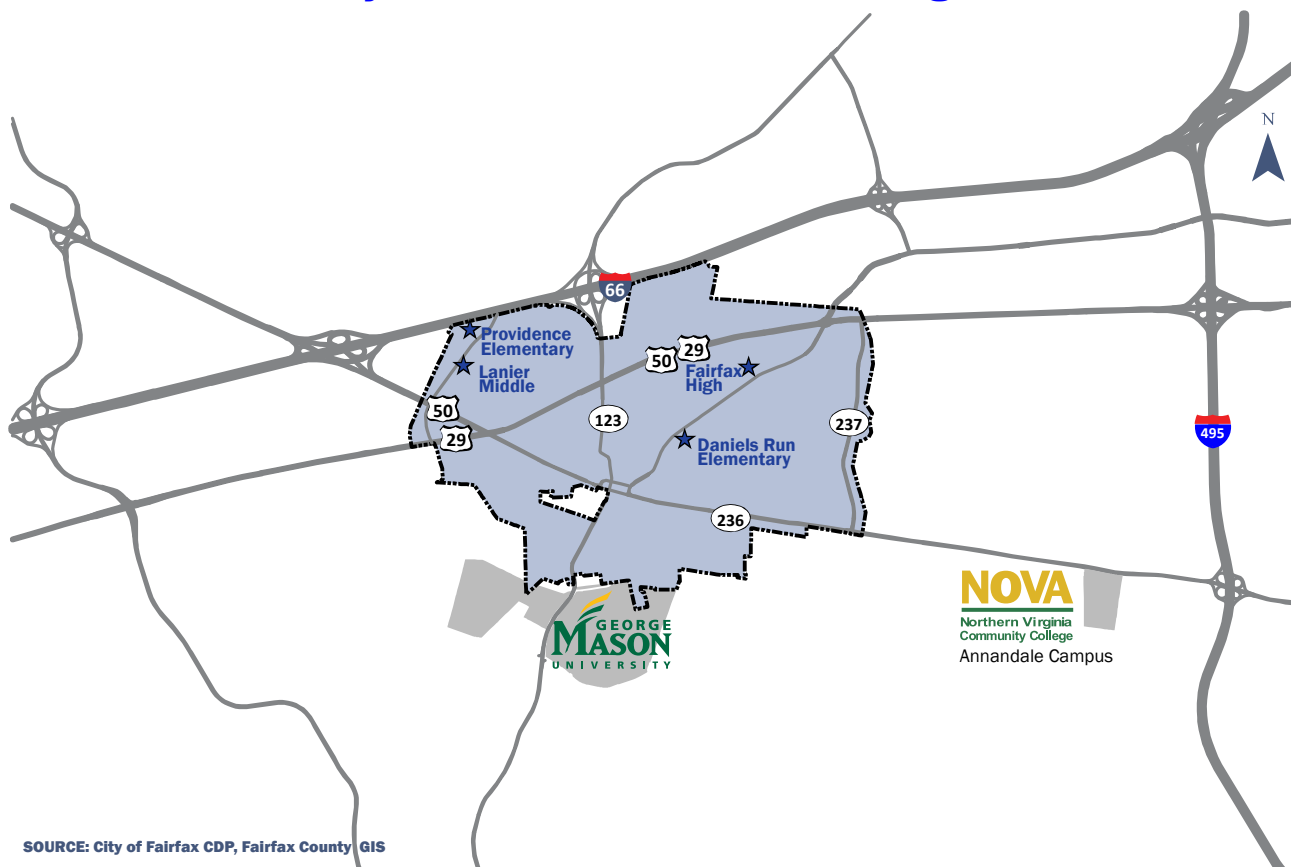 N
66
Providence
Elementary
Lanier
Middle
50
29
Fairfax
High
50
29
123
237
495
Daniels Run
Elementary
236
GEORGE
MASON
UNIVERSITY
NOVA
Northern Virginia
Community College
Annandale Campus
SOURCE: City of Fairfax CDP, Fairfax County GIS